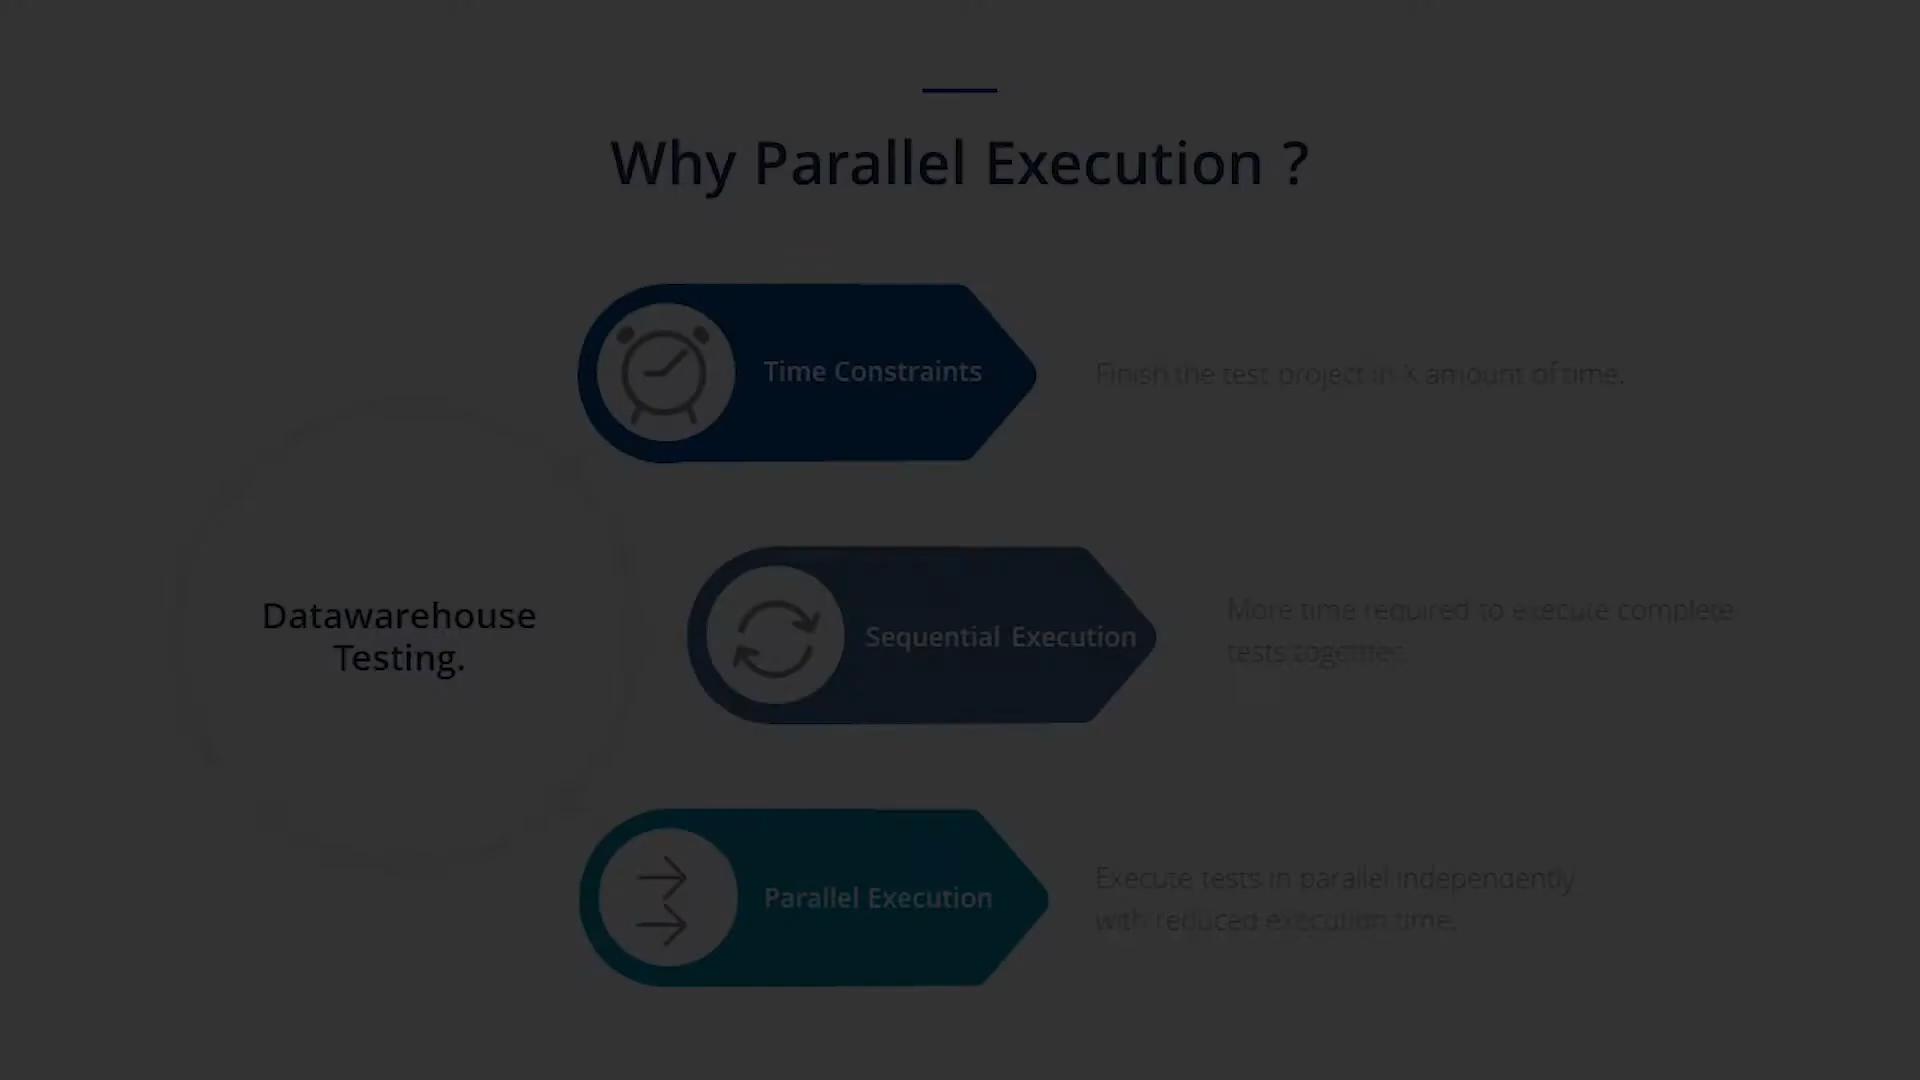 Why Parallel Execution ?
Time Constraints
Finish the test project in X amount of time.
Datawarehouse
Testing.
Sequential Execution
More time required to execute complete
tests together.
Parallel Execution
Execute tests in parallel independently
with reduced execution time.